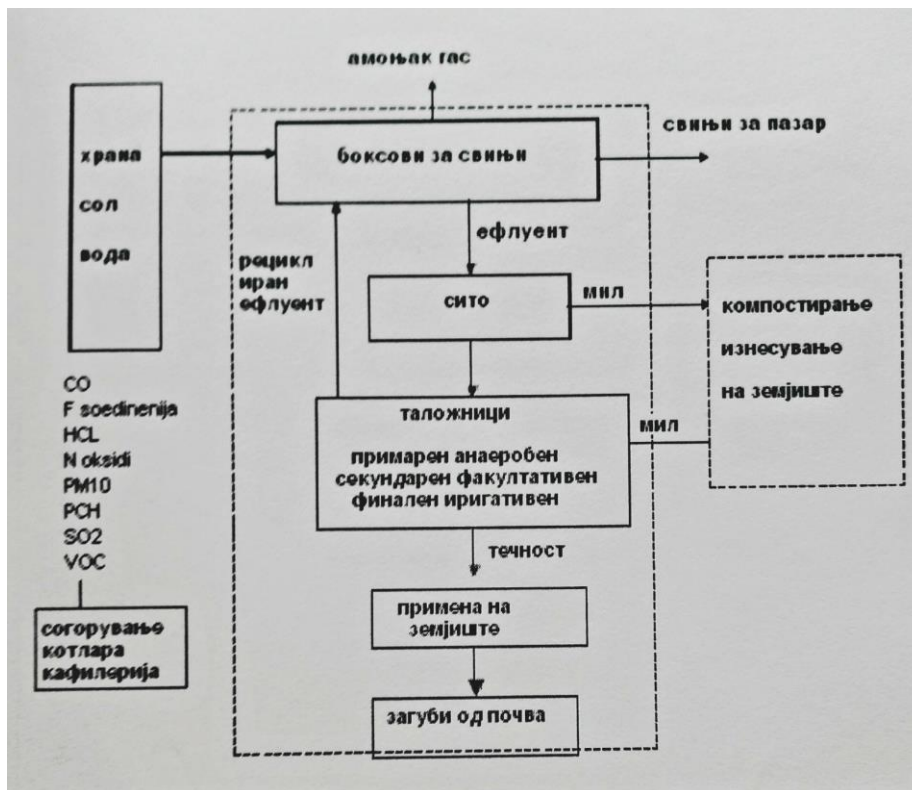 амоњак гас
храна
сол
вода
боксови за свињи
свињи за пазар
ефлуент
рецикл
иран
ефлуент
сито
мил
компостирање
изнесување
на земјиште
CO
F soedinenija
HCL
N oksidi
PM10
PCH
SO2
VOC
таложници
примарен анаеробен
секундарен факултативен
финален иригативен
мил
течност
согорување
котлара
кафилерија
примена на
земјиште
загуби од почва